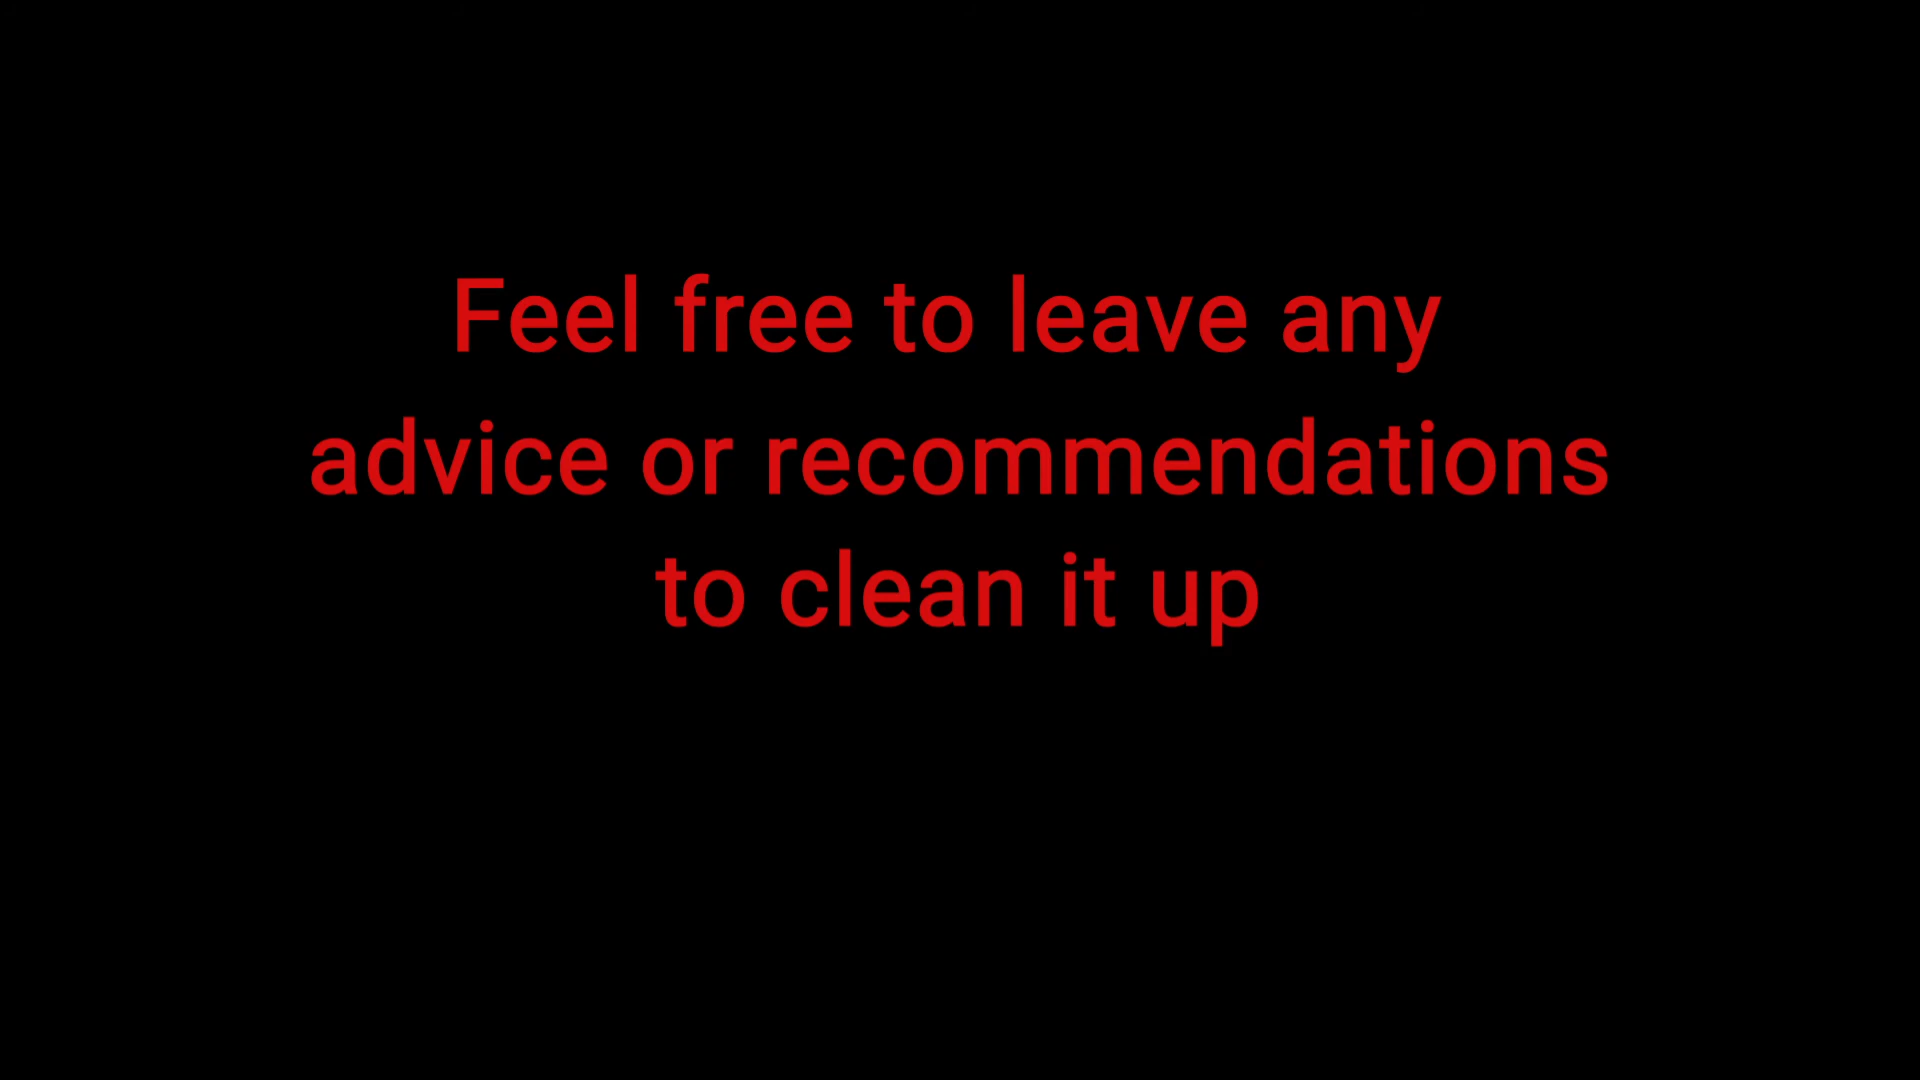 Feel free to leave any
advice or recommendations
to clean it up